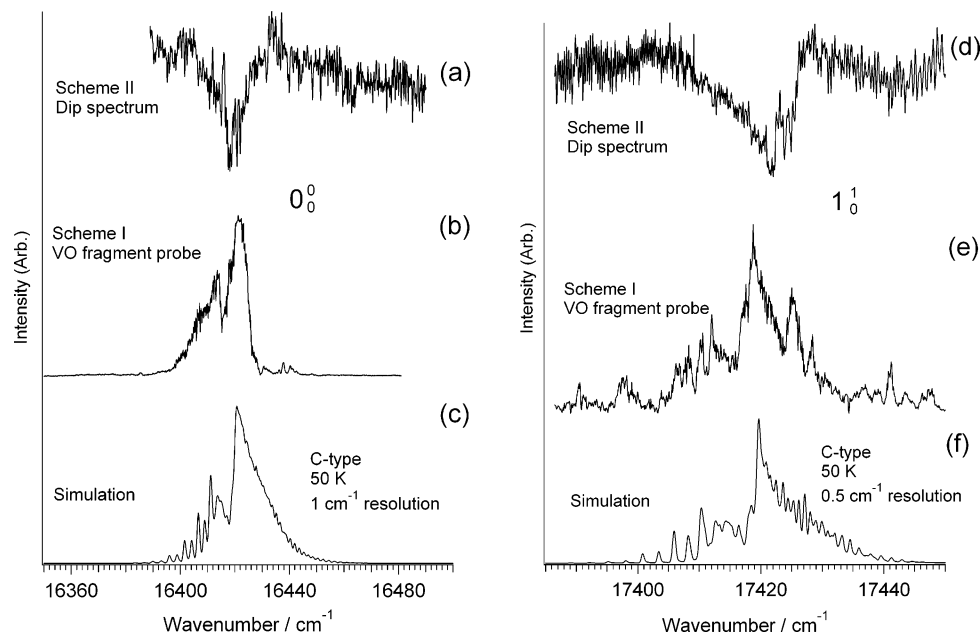 (a)
Scheme II
Dip spectrum
0 0 0
(b)
Scheme I
VO fragment probe
(c)
C-type
50 K
1 cm-1 resolution
Simulation
Intensity (Arb.)
16360 16400 16440 16480
Wavenumber / cm-1
(d)
Scheme II
Dip spectrum
1 1 0
(e)
Scheme I
VO fragment probe
(f)
C-type
50 K
0.5 cm-1 resolution
Simulation
Intensity (Arb.)
17400 17420 17440
Wavenumber / cm-1